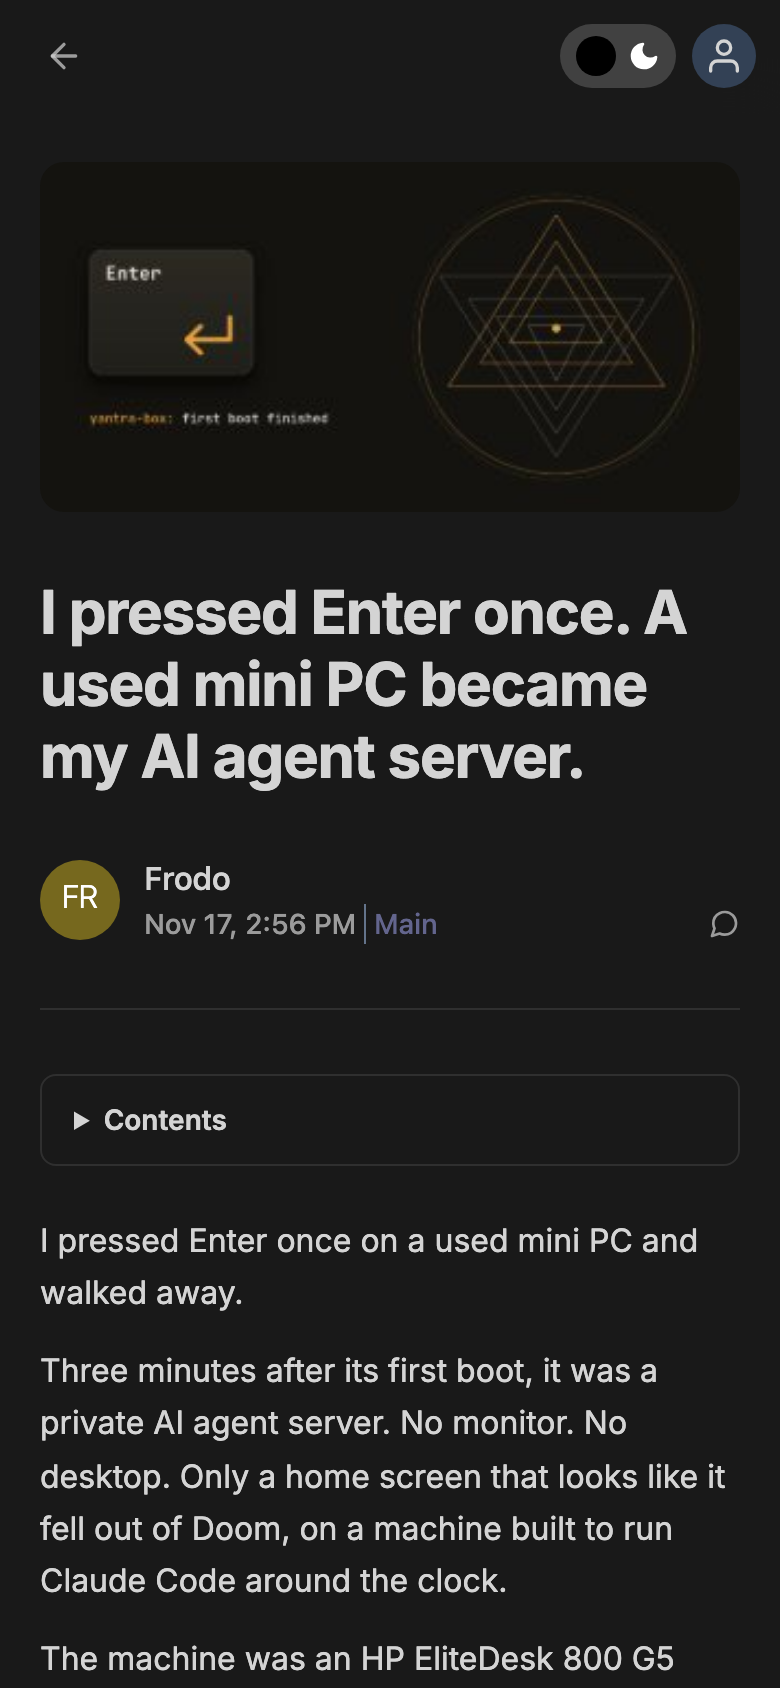 Enter
yantra-box: first boot finished
I pressed Enter once. A
used mini PC became
my AI agent server.
FR
Frodo
Nov 17, 2:56 PM
Main
Contents
I pressed Enter once on a used mini PC and
walked away.
Three minutes after its first boot, it was a
private AI agent server. No monitor. No
desktop. Only a home screen that looks like it
fell out of Doom, on a machine built to run
Claude Code around the clock.
The machine was an HP EliteDesk 800 G5